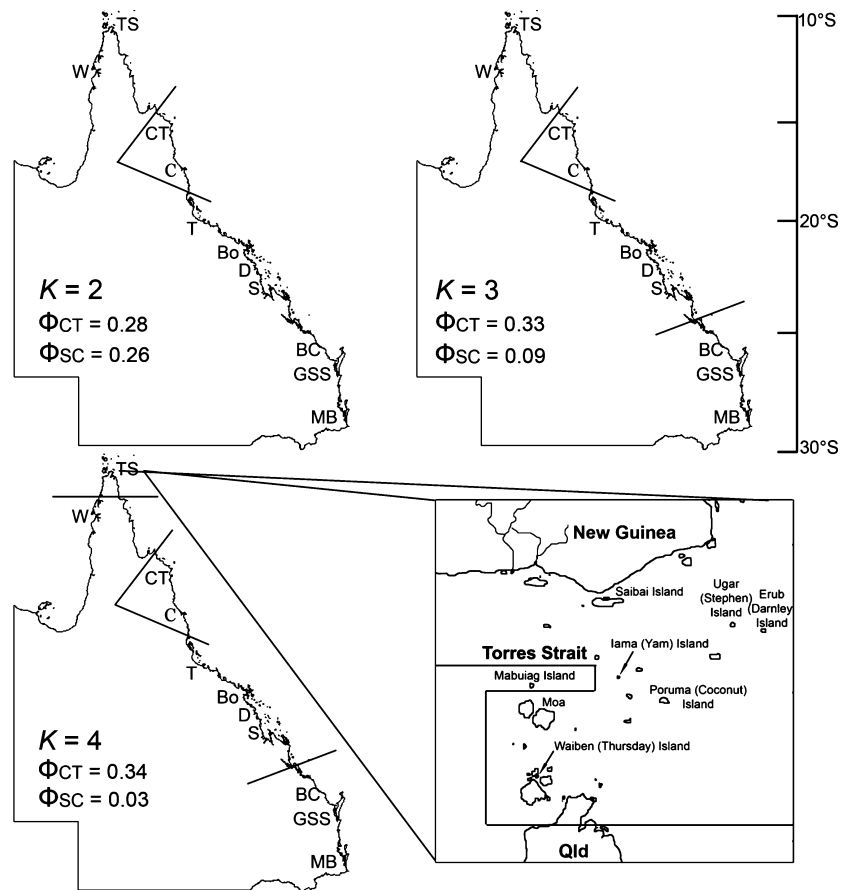 TS
W
CT
C
T
Bo
D
S
BC
GSS
MB
K = 2
ΦCT = 0.28
ΦSC = 0.26
TS
W
CT
C
T
Bo
D
S
BC
GSS
MB
K = 3
ΦCT = 0.33
ΦSC = 0.09
10°S
20°S
30°S
TS
W
CT
C
T
Bo
D
S
BC
GSS
MB
K = 4
ΦCT = 0.34
ΦSC = 0.03
New Guinea
Saibai Island
Ugar
(Stephen)
Island
Erub
(Darnley)
Island
Torres Strait
Iama (Yam) Island
Mabuiag Island
Poruma (Coconut)
Island
Moa
Waiben (Thursday) Island
Qld